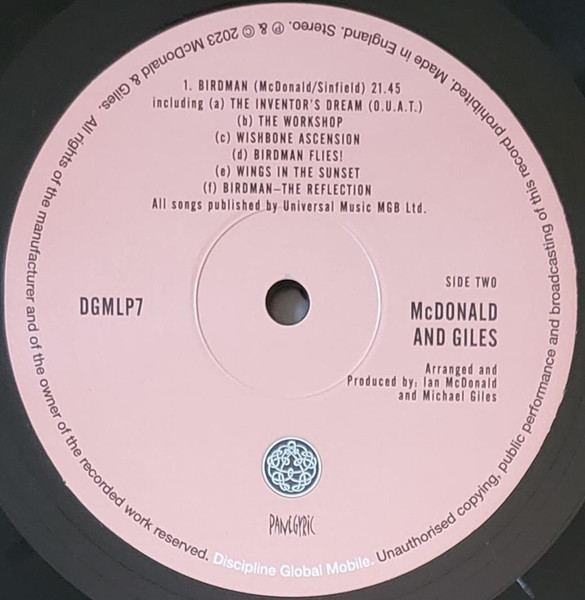 1. BIRDMAN (McDonald/Sinfield) 21.45
including (a) THE INVENTOR'S DREAM (O.U.A.T.)
(b) THE WORKSHOP
(c) WISHBONE ASCENSION
(d) BIRDMAN FLIES!
(e) WINGS IN THE SUNSET
(f) BIRDMAN—THE REFLECTION
All songs published by Universal Music MGB Ltd.
SIDE TWO
DGMLP7
McDONALD
AND GILES
Arranged and
Produced by: Ian McDonald
and Michael Giles
PANEGYRIC
℗ & © 2023 McDonald & Giles. All rights of the manufacturer and of the owner of the recorded work reserved. Discipline Global Mobile. Unauthorised copying, public performance and broadcasting of this record prohibited. Made in England. Stereo.